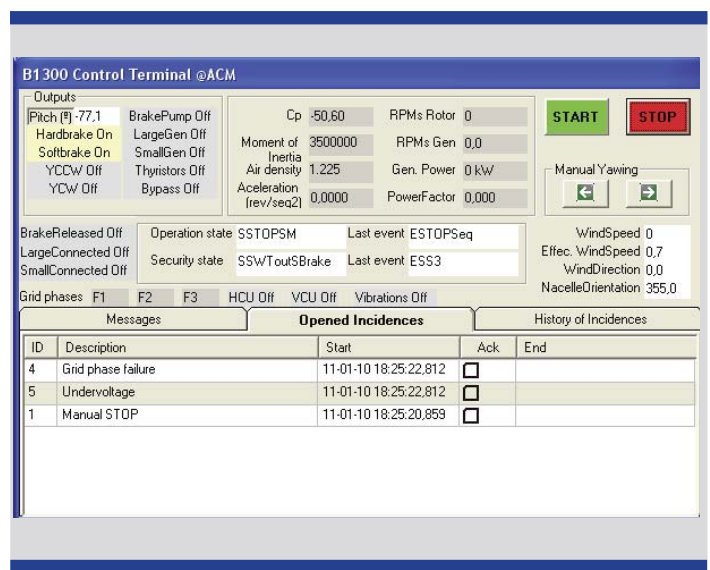 B1300 Control Terminal @ACM
Outputs
Pitch (º) -77,1 BrakePump Off
Hardbrake On LargeGen Off
Softbrake On SmallGen Off
YCCW Off Thyristors Off
YCW Off Bypass Off
Cp -50,60 RPMs Rotor 0
Moment of Inertia 3500000 RPMs Gen 0,0
Air density 1.225 Gen. Power 0 kW
Aceleration (rev/seq2) 0,0000 PowerFactor 0,000
START STOP
Manual Yawing
BrakeReleased Off
LargeConnected Off
SmallConnected Off
Operation state SSTOPSM Last event ESTOPSeq
Security state SSWToutSBrake Last event ESS3
WindSpeed 0
Effec. WindSpeed 0,7
WindDirection 0,0
NacelleOrientation 355,0
Grid phases F1 F2 F3 HCU Off VCU Off Vibrations Off
Messages Opened Incidences History of Incidences
ID Description Start Ack End
4 Grid phase failure 11-01-10 18:25:22,812
5 Undervoltage 11-01-10 18:25:22,812
1 Manual STOP 11-01-10 18:25:20,859